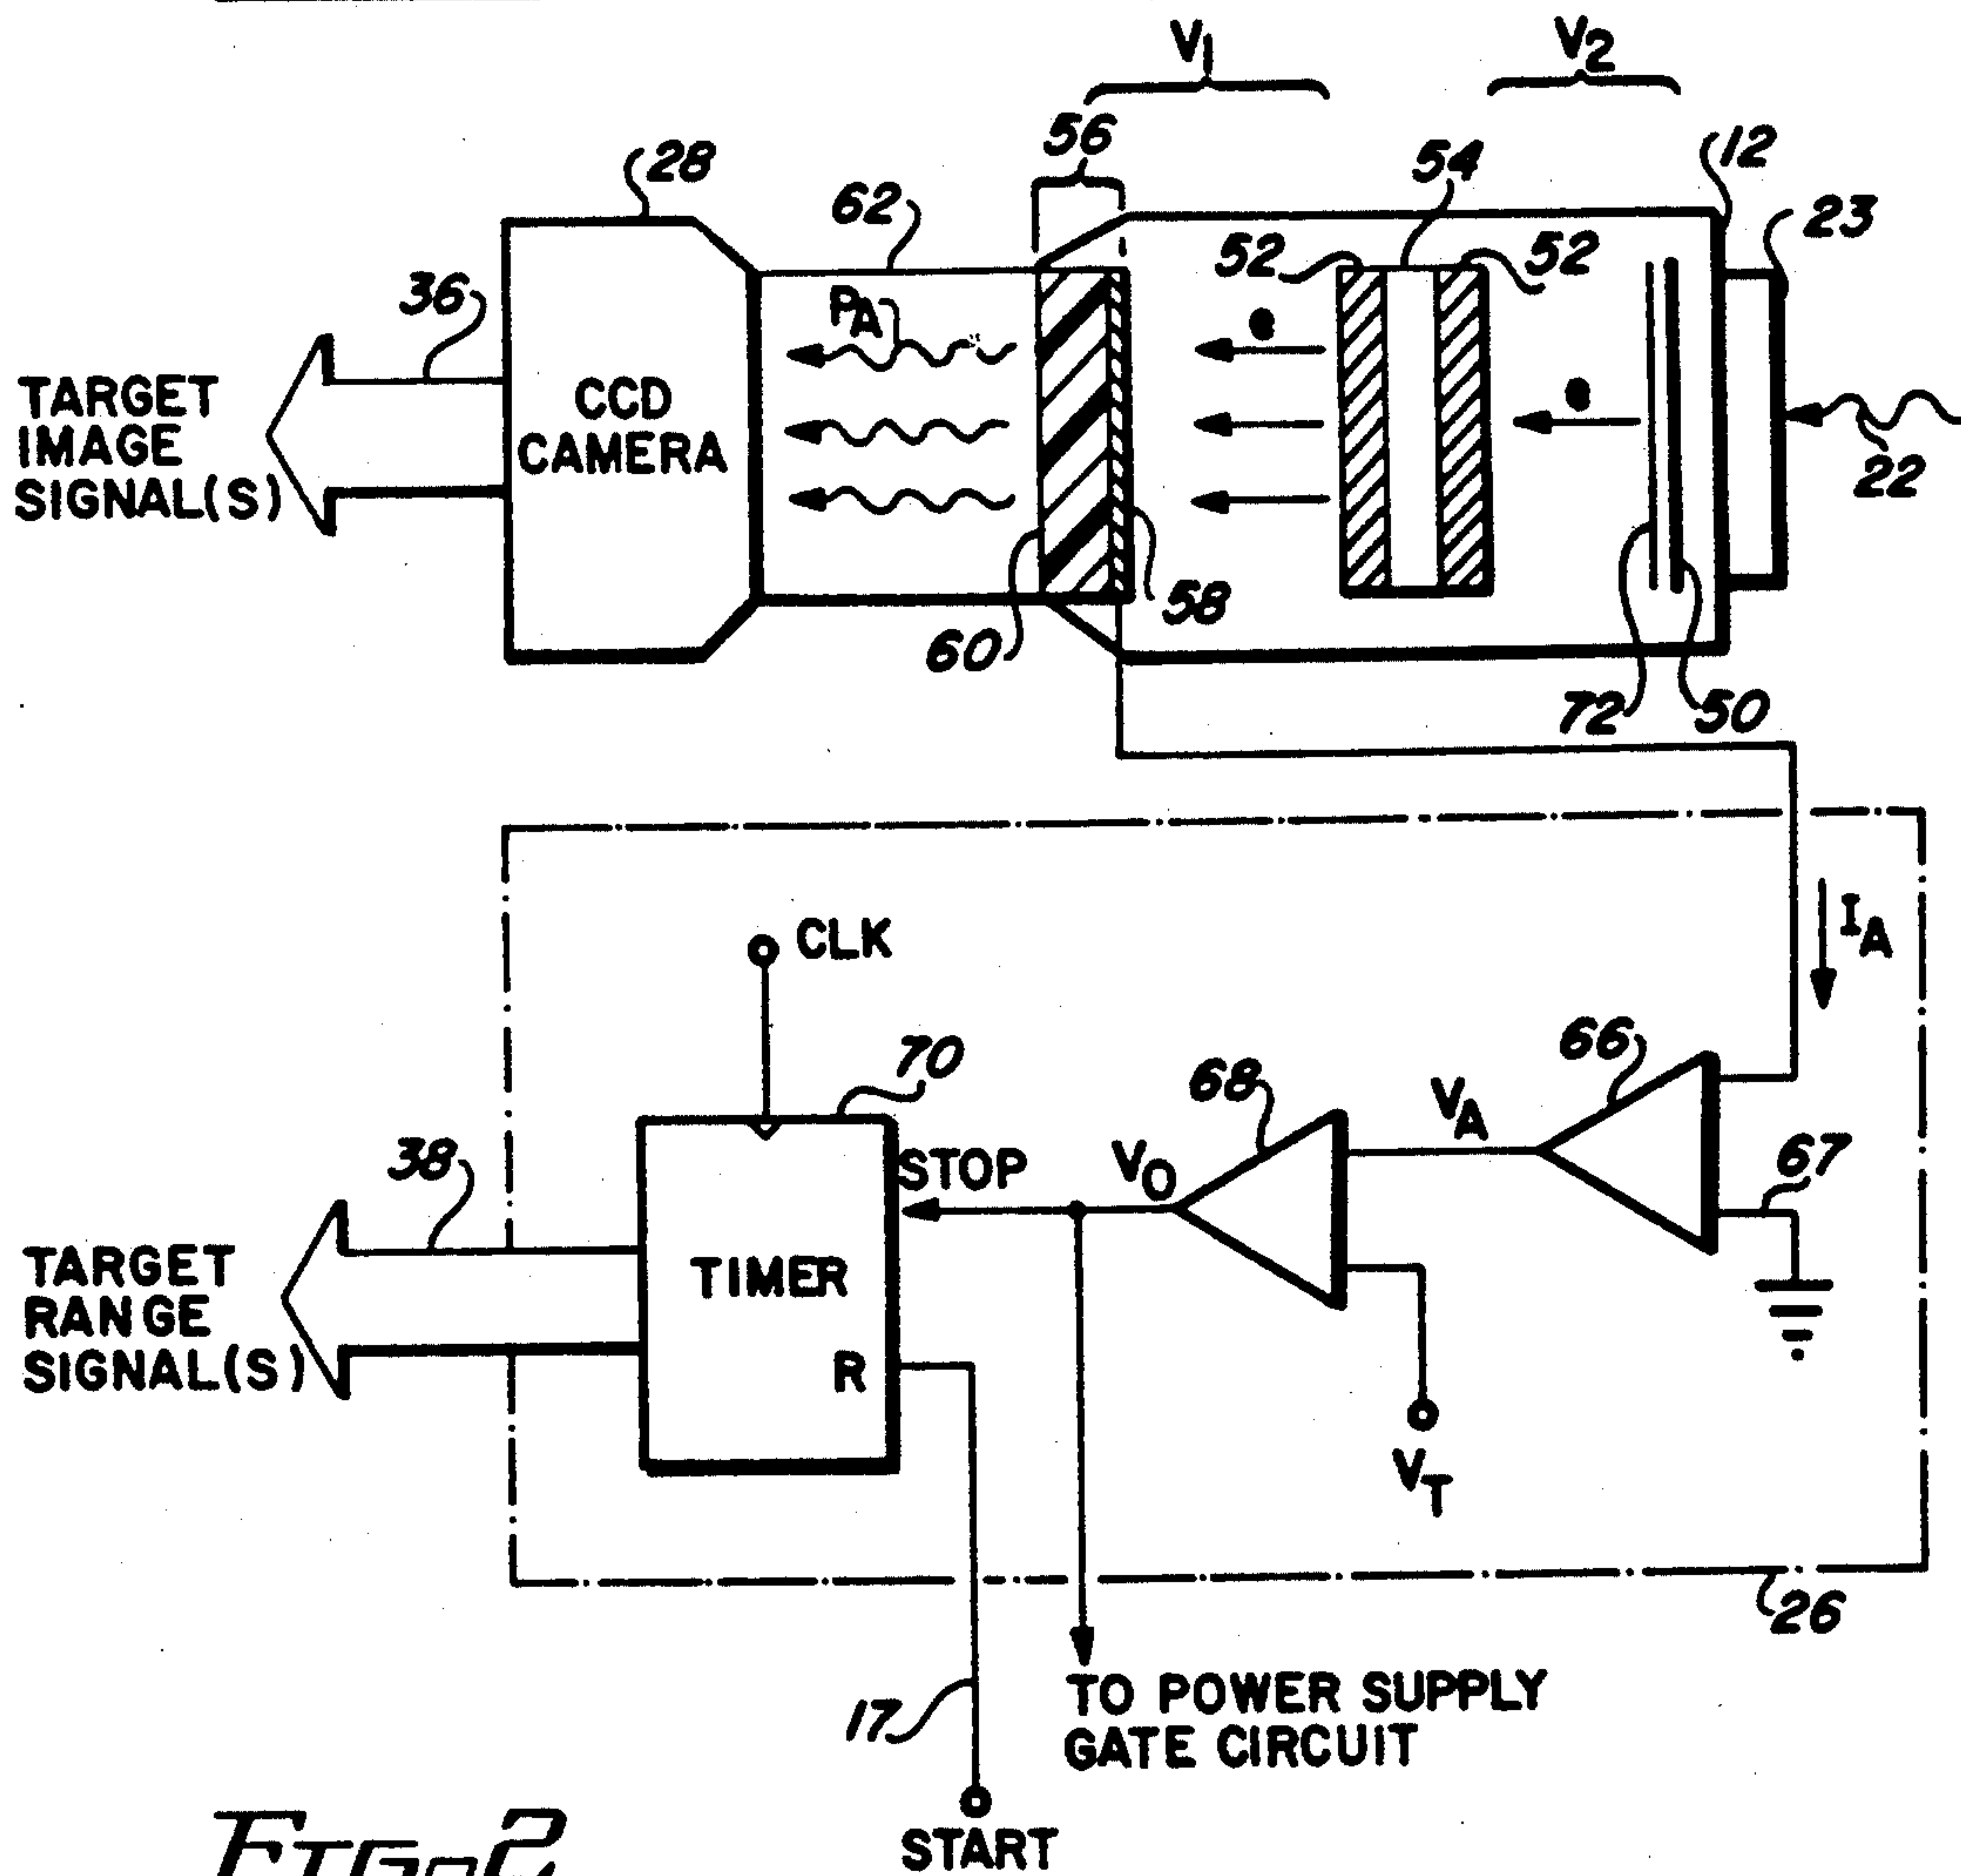 V1
V2
56
28
62
54
12
23
52
52
36
PA
e
e
TARGET
IMAGE
SIGNAL(S)
CCD
CAMERA
22
58
60
72
50
CLK
IA
70
66
68
VA
38
STOP
VO
67
TARGET
RANGE
SIGNAL(S)
TIMER
R
VT
26
17
TO POWER SUPPLY
GATE CIRCUIT
START
FIG. 2